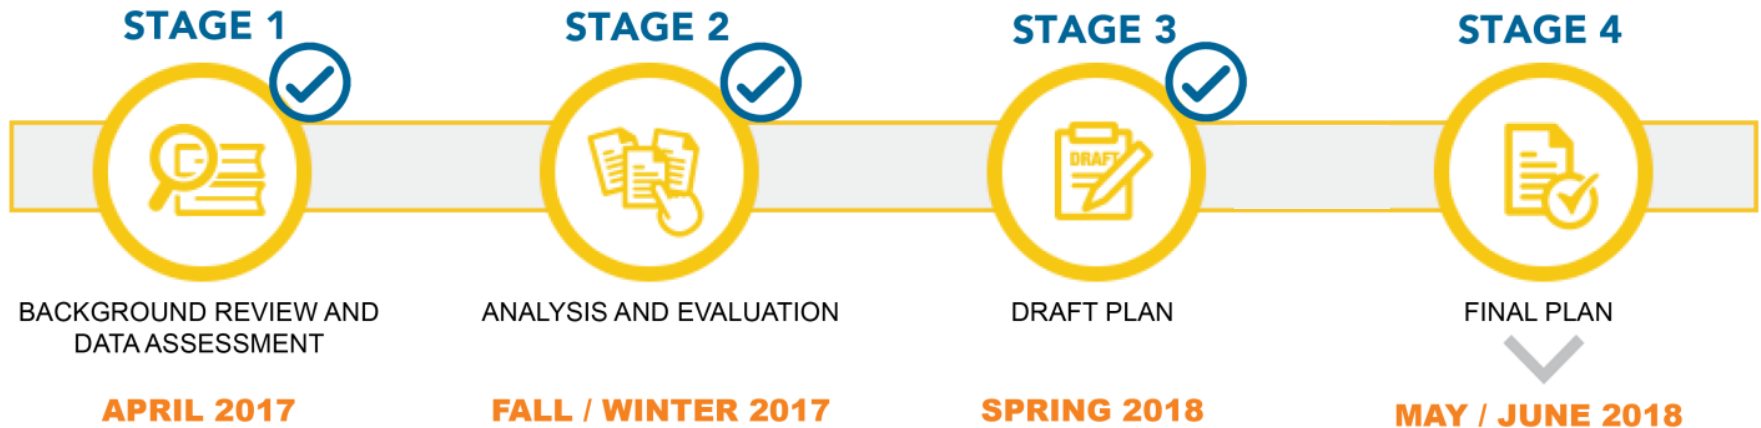 STAGE 1
STAGE 2
STAGE 3
STAGE 4
DRAFT
BACKGROUND REVIEW AND
DATA ASSESSMENT
ANALYSIS AND EVALUATION
DRAFT PLAN
FINAL PLAN
APRIL 2017
FALL / WINTER 2017
SPRING 2018
MAY / JUNE 2018